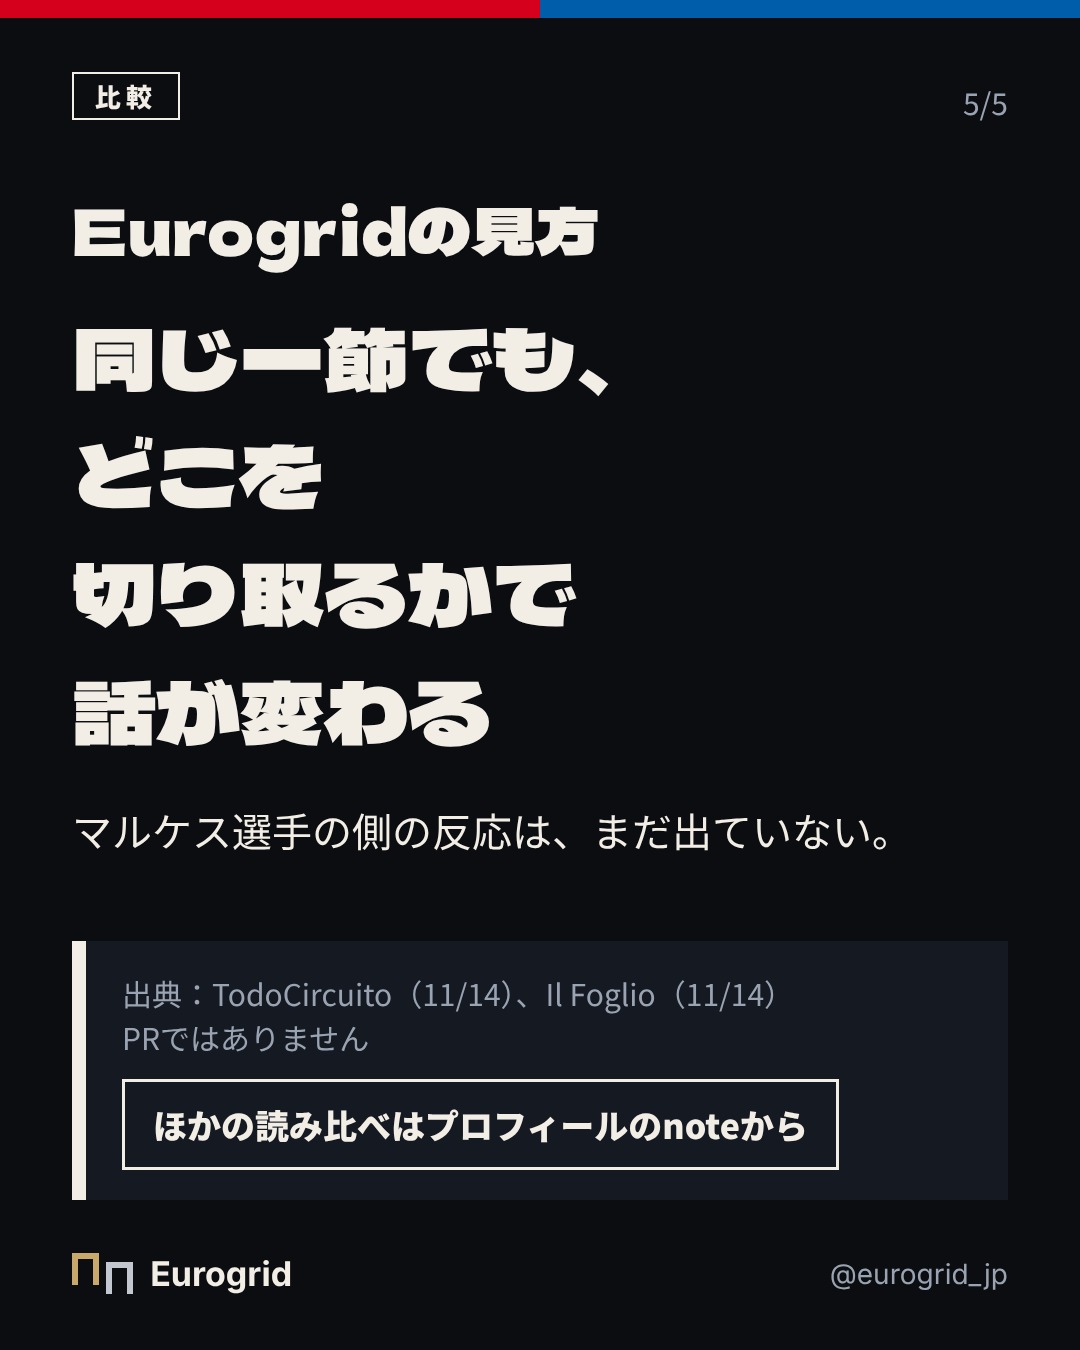 比較
5/5
Eurogridの見方
同じ一節でも、
どこを
切り取るかで
話が変わる
マルケス選手の側の反応は、まだ出ていない。
出典：TodoCircuito（11/14）、Il Foglio（11/14）
PRではありません
ほかの読み比べはプロフィールのnoteから
Eurogrid
@eurogrid_jp